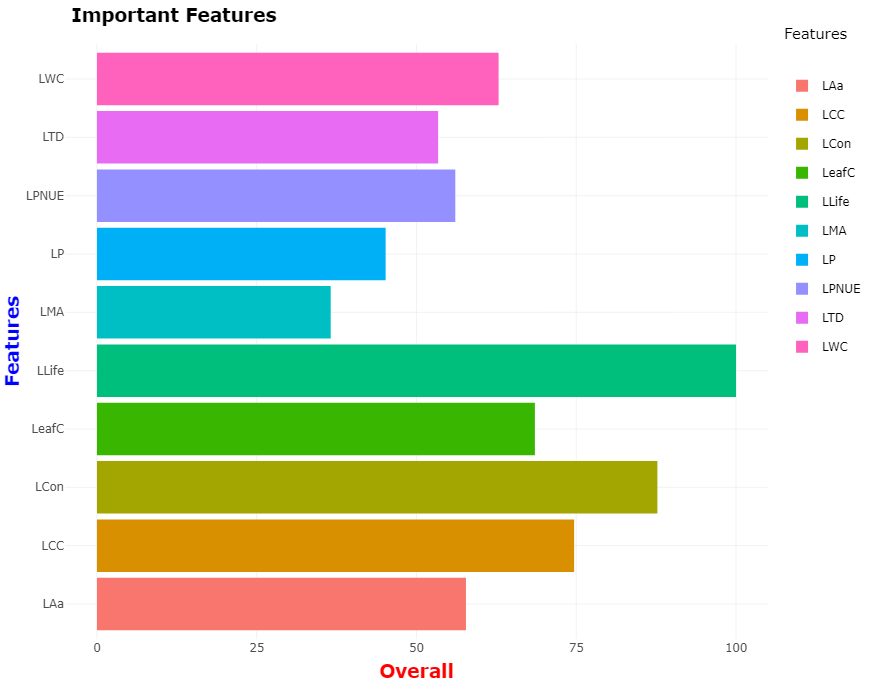 Important Features
Features
LWC
LTD
LPNUE
LP
LMA
LLife
LeafC
LCon
LCC
LAa
0 25 50 75 100
Overall
Features
LAa
LCC
LCon
LeafC
LLife
LMA
LP
LPNUE
LTD
LWC